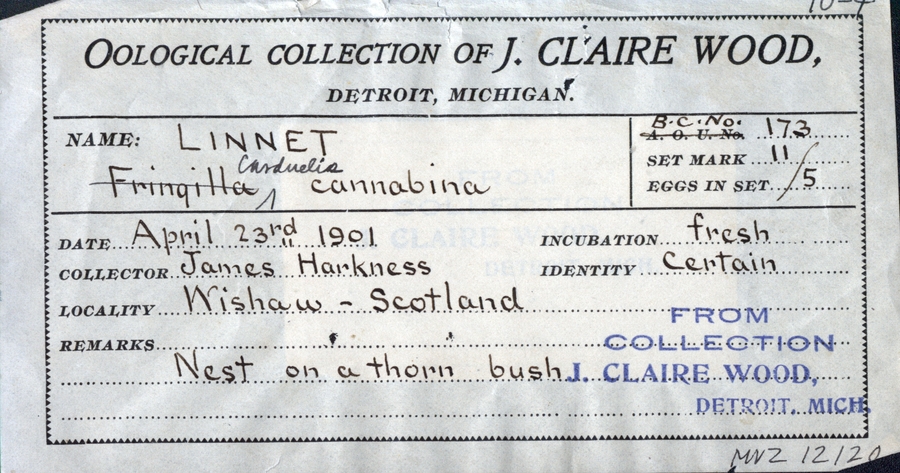 OOLOGICAL COLLECTION OF J. CLAIRE WOOD,
DETROIT, MICHIGAN.
NAME: LINNET
Carduelis
Fringilla cannabina
B.C.No.
A. O. U. No. 173
SET MARK 11
EGGS IN SET /5
DATE April 23rd 1901
INCUBATION fresh
COLLECTOR James Harkness
IDENTITY Certain
LOCALITY Wishaw - Scotland
REMARKS
Nest on a thorn bush
FROM
COLLECTION
J. CLAIRE WOOD,
DETROIT, MICH.
MVZ 12120